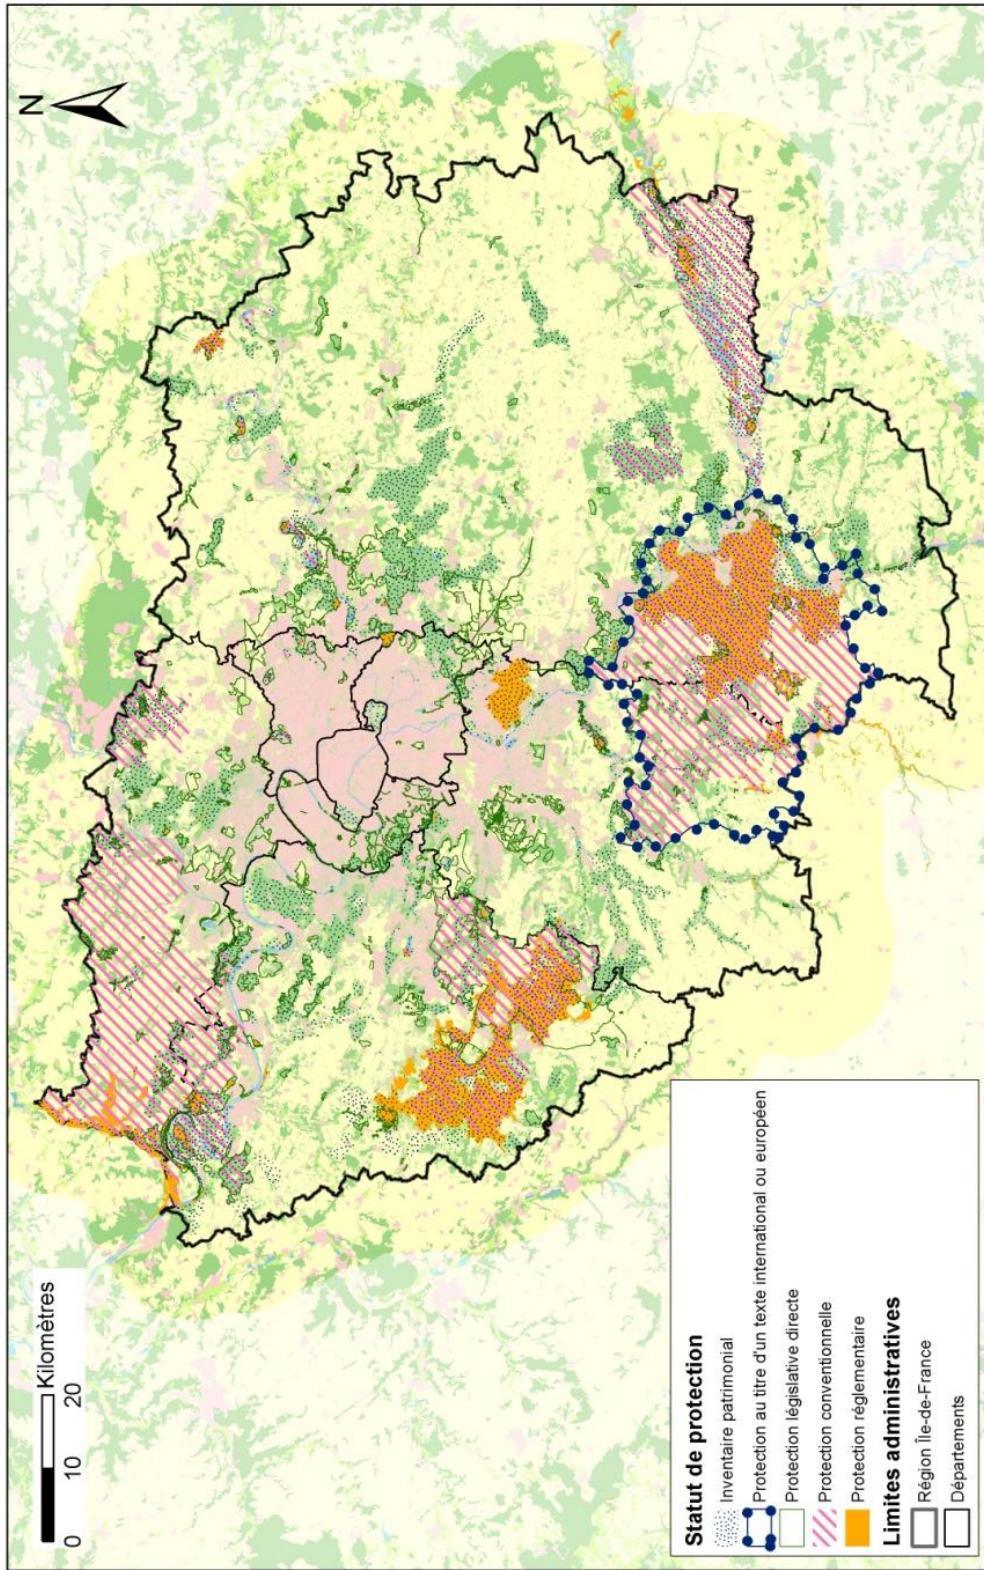 N
0 10 20 Kilomètres
Statut de protection
Inventaire patrimonial
Protection au titre d'un texte international ou européen
Protection législative directe
Protection conventionnelle
Protection réglementaire
Limites administratives
Région Île-de-France
Départements